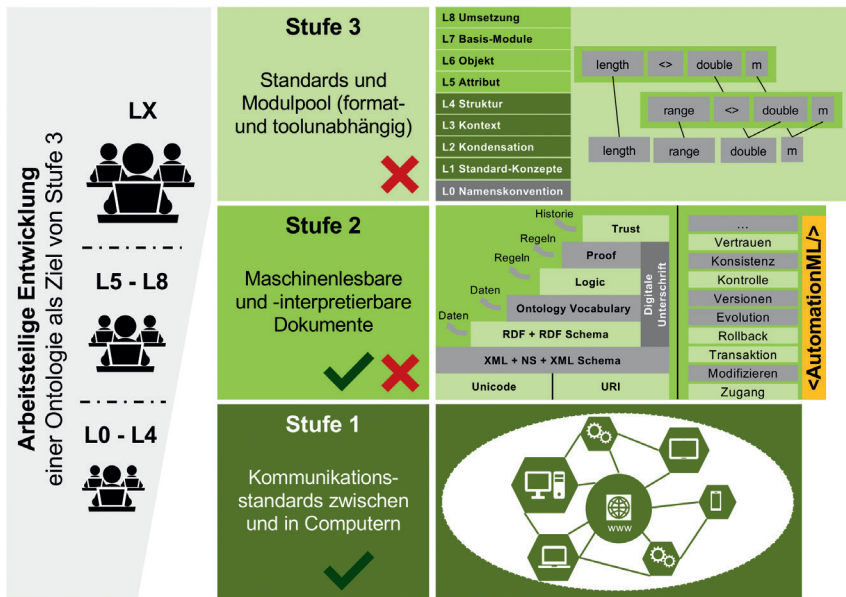 Arbeitsteilige Entwicklung
einer Ontologie als Ziel von Stufe 3
LX
L5 - L8
L0 - L4
Stufe 3
Standards und
Modulpool (format-
und toolunabhängig)
L8 Umsetzung
L7 Basis-Module
L6 Objekt
L5 Attribut
L4 Struktur
L3 Kontext
L2 Kondensation
L1 Standard-Konzepte
L0 Namenskonvention
length <> double m
range <> double m
length range double m
Stufe 2
Maschinenlesbare
und -interpretierbare
Dokumente
Historie
Regeln
Regeln
Daten
Daten
Trust
Proof
Logic
Ontology Vocabulary
RDF + RDF Schema
XML + NS + XML Schema
Unicode URI
Digitale
Unterschrift
...
Vertrauen
Konsistenz
Kontrolle
Versionen
Evolution
Rollback
Transaktion
Modifizieren
Zugang
<AutomationML/>
Stufe 1
Kommunikations-
standards zwischen
und in Computern
www